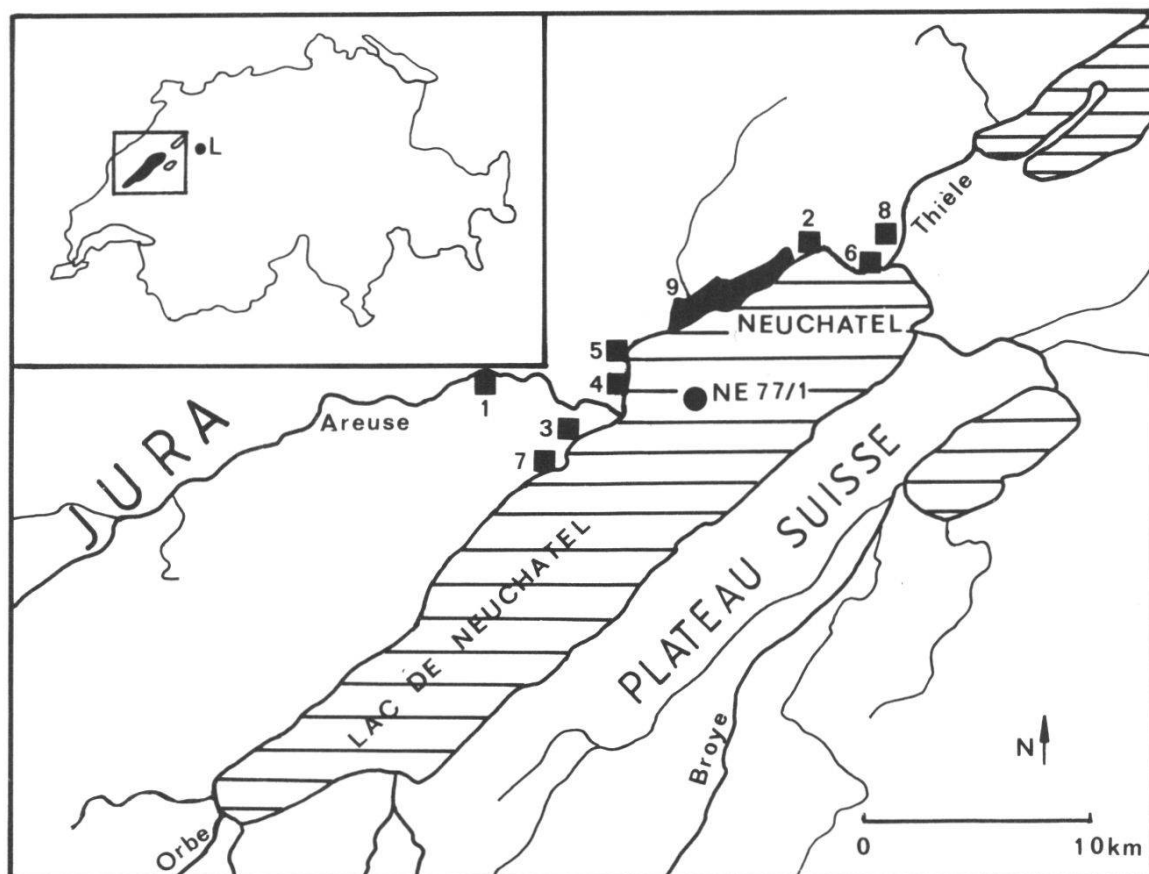 L
Thièle
2
8
6
9
NEUCHATEL
5
4
NE 77/1
1
Areuse
3
7
JURA
PLATEAU SUISSE
LAC DE NEUCHATEL
Broye
N
Orbe
0
10km